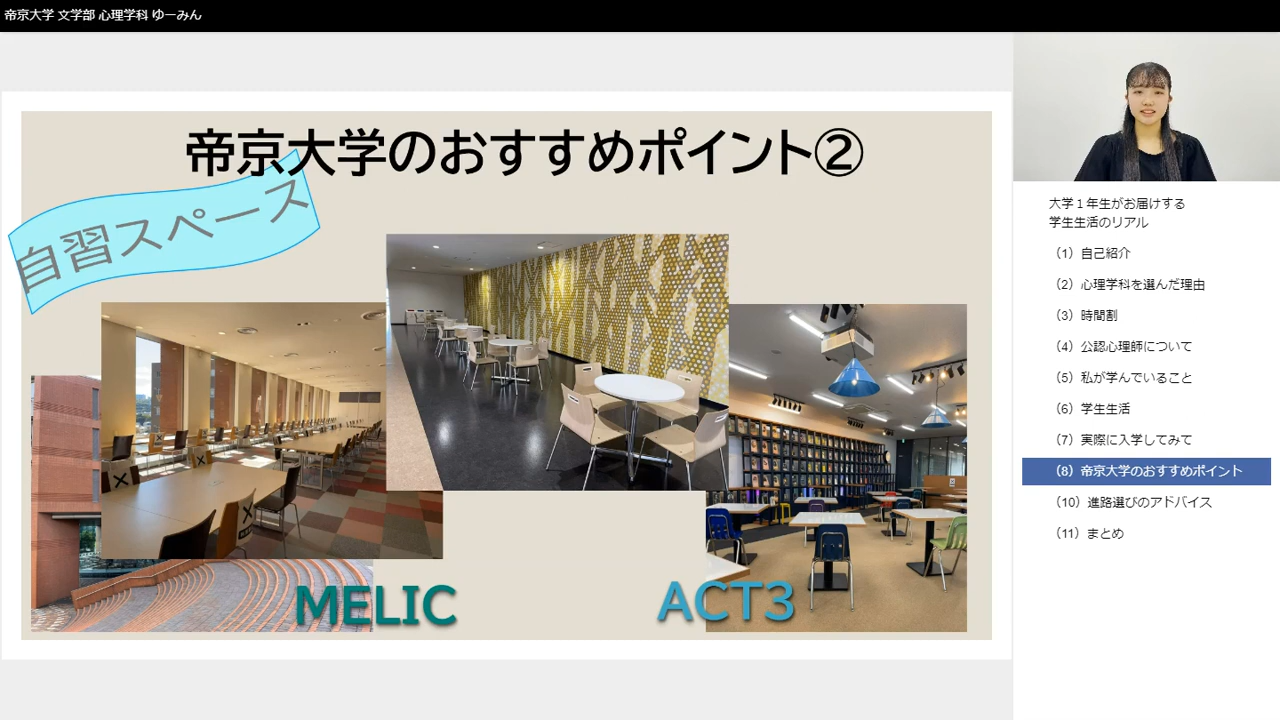 帝京大学 文学部 心理学科 ゆーみん
帝京大学のおすすめポイント②
自習スペース
MELIC
ACT3
大学１年生がお届けする
学生生活のリアル
（1）自己紹介
（2）心理学科を選んだ理由
（3）時間割
（4）公認心理師について
（5）私が学んでいること
（6）学生生活
（7）実際に入学してみて
（8）帝京大学のおすすめポイント
（10）進路選びのアドバイス
（11）まとめ